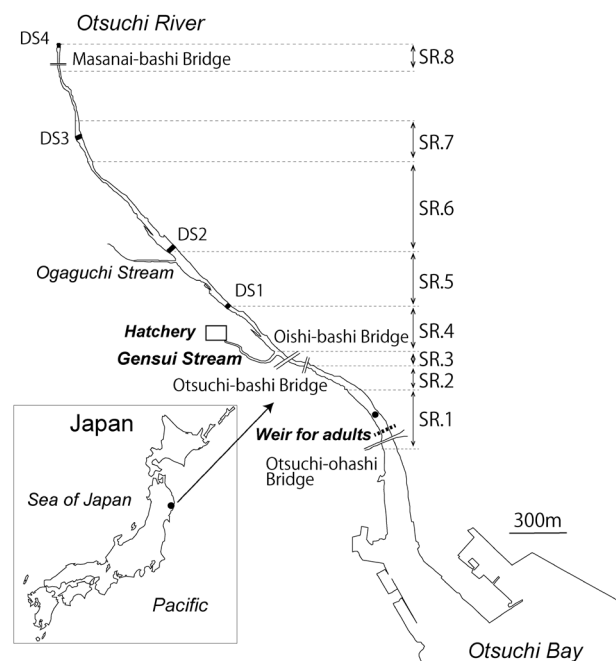 Otsuchi River
DS4
Masanai-bashi Bridge
SR.8
DS3
SR.7
SR.6
DS2
Ogaguchi Stream
SR.5
DS1
Hatchery
Oishi-bashi Bridge
SR.4
Gensui Stream
SR.3
Otsuchi-bashi Bridge
SR.2
SR.1
Weir for adults
Otsuchi-ohashi
Bridge
Japan
Sea of Japan
Pacific
300m
Otsuchi Bay